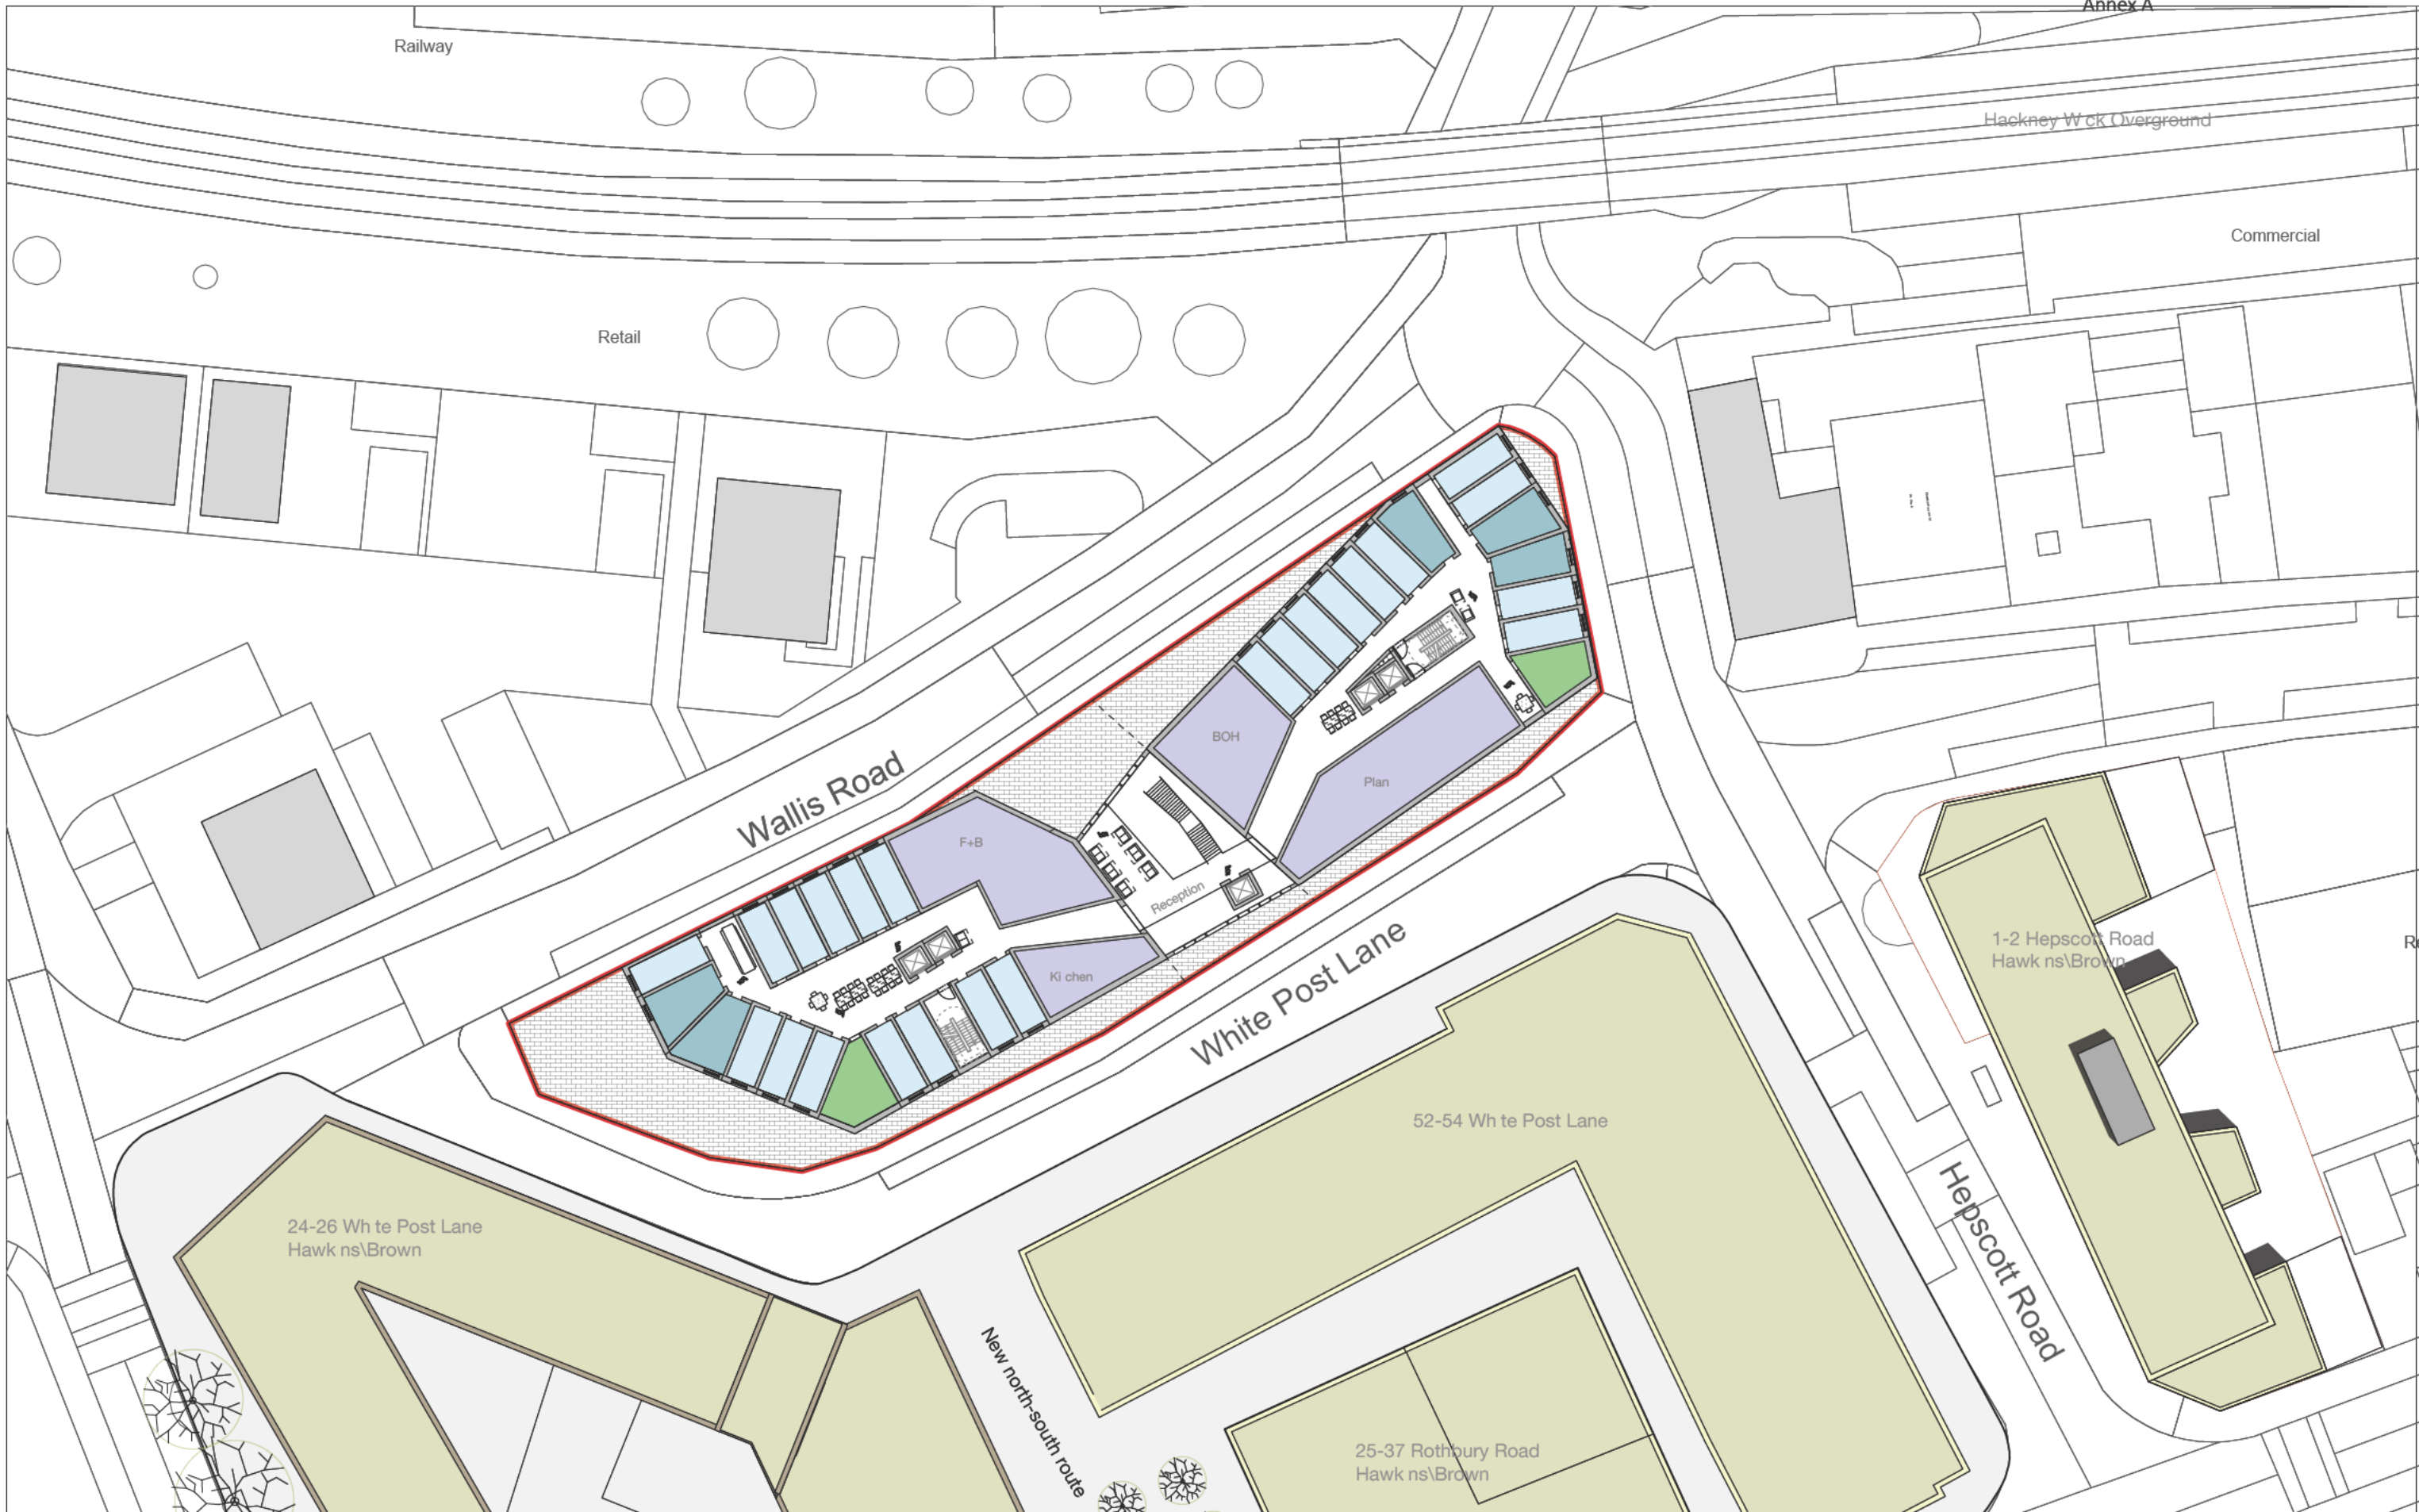 Annex A
Railway
Hackney W ck Overground
Commercial
Retail
Wallis Road
BOH
Plan
F+B
Reception
Ki chen
White Post Lane
1-2 Hepscott Road
Hawk ns\Brown
52-54 Wh te Post Lane
24-26 Wh te Post Lane
Hawk ns\Brown
Hepscott Road
New north-south route
25-37 Rothbury Road
Hawk ns\Brown